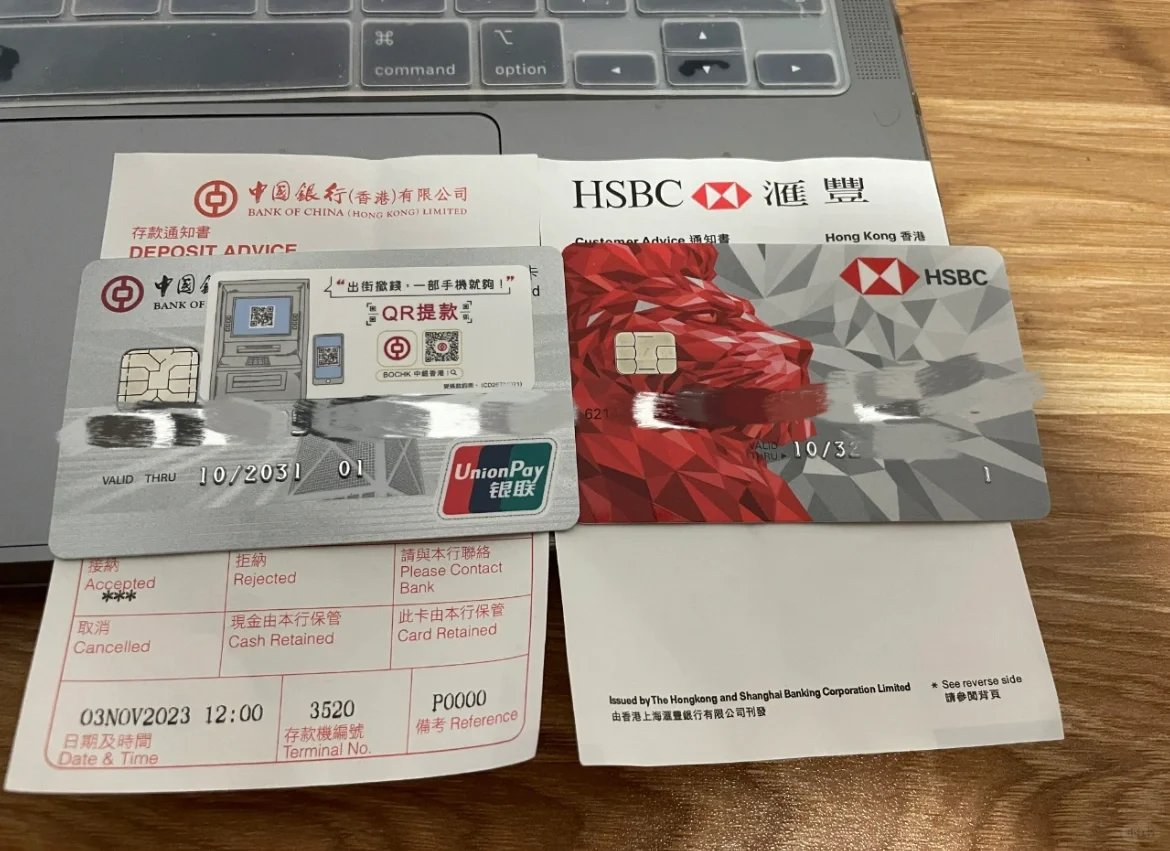 ⌘
command
⌥
option
中国銀行(香港)有限公司
BANK OF CHINA (HONG KONG) LIMITED
存款通知書
DEPOSIT ADVICE
HSBC 滙豐
Customer Advice 通知書
Hong Kong 香港
卡
中国
BANK OF
“出街撳錢，一部手機就夠！”
QR提款
BOCHK 中銀香港
VALID THRU 10/2031 01
UnionPay
银联
HSBC
621
VALID
THRU
10/32
1
接納
Accepted
***
拒納
Rejected
請與本行聯絡
Please Contact
Bank
取消
Cancelled
現金由本行保管
Cash Retained
此卡由本行保管
Card Retained
03NOV2023 12:00
日期及時間
Date & Time
3520
存款機編號
Terminal No.
P0000
備考 Reference
Issued by The Hongkong and Shanghai Banking Corporation Limited
由香港上海滙豐銀行有限公司刊發
* See reverse side
請參閱背頁